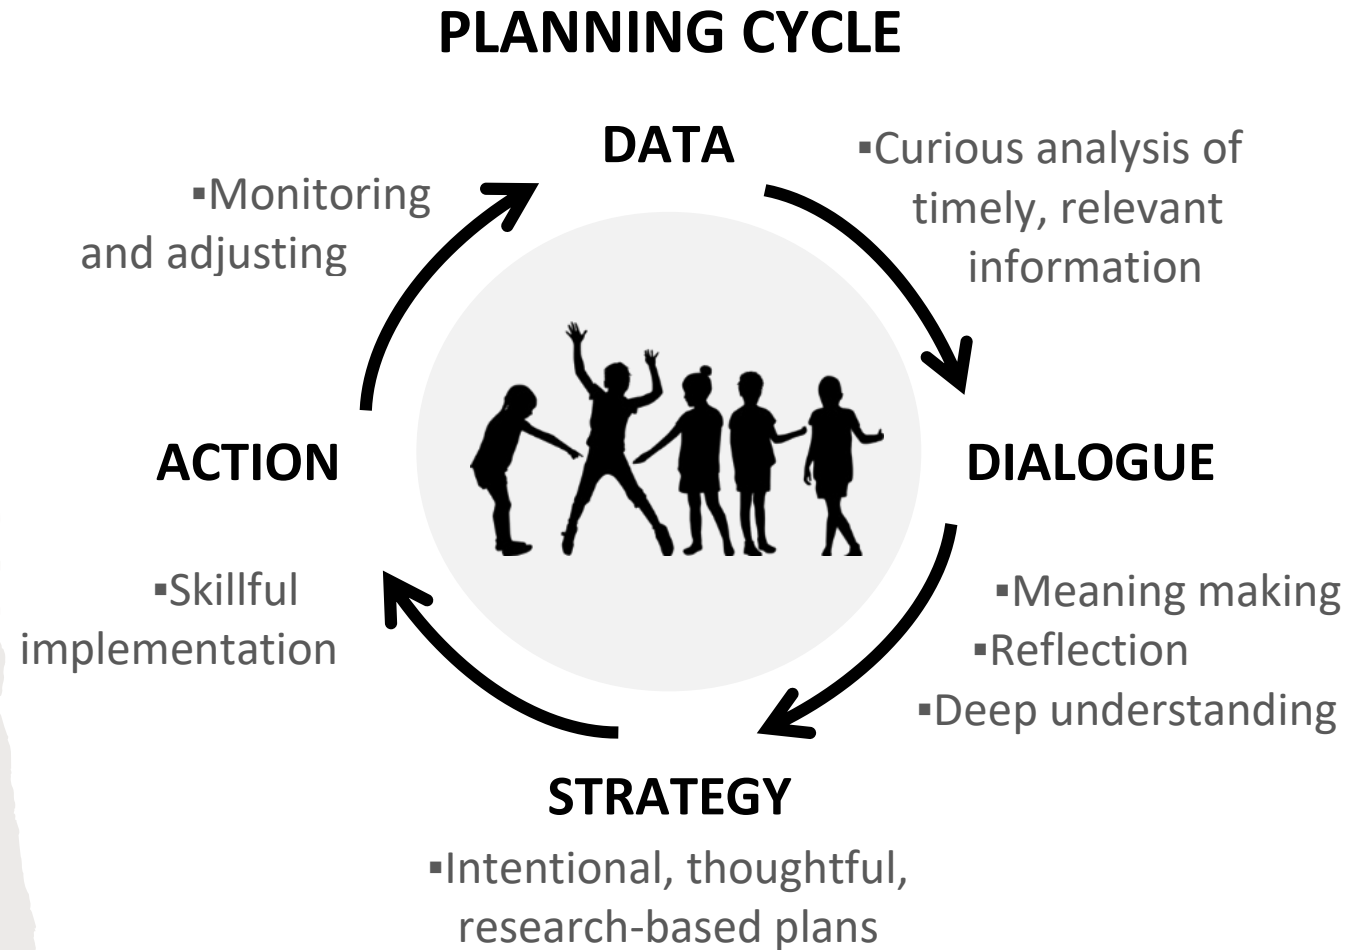 PLANNING CYCLE
DATA
▪Curious analysis of
timely, relevant
information
DIALOGUE
▪Meaning making
▪Reflection
▪Deep understanding
STRATEGY
▪Intentional, thoughtful,
research-based plans
ACTION
▪Skillful
implementation
▪Monitoring
and adjusting